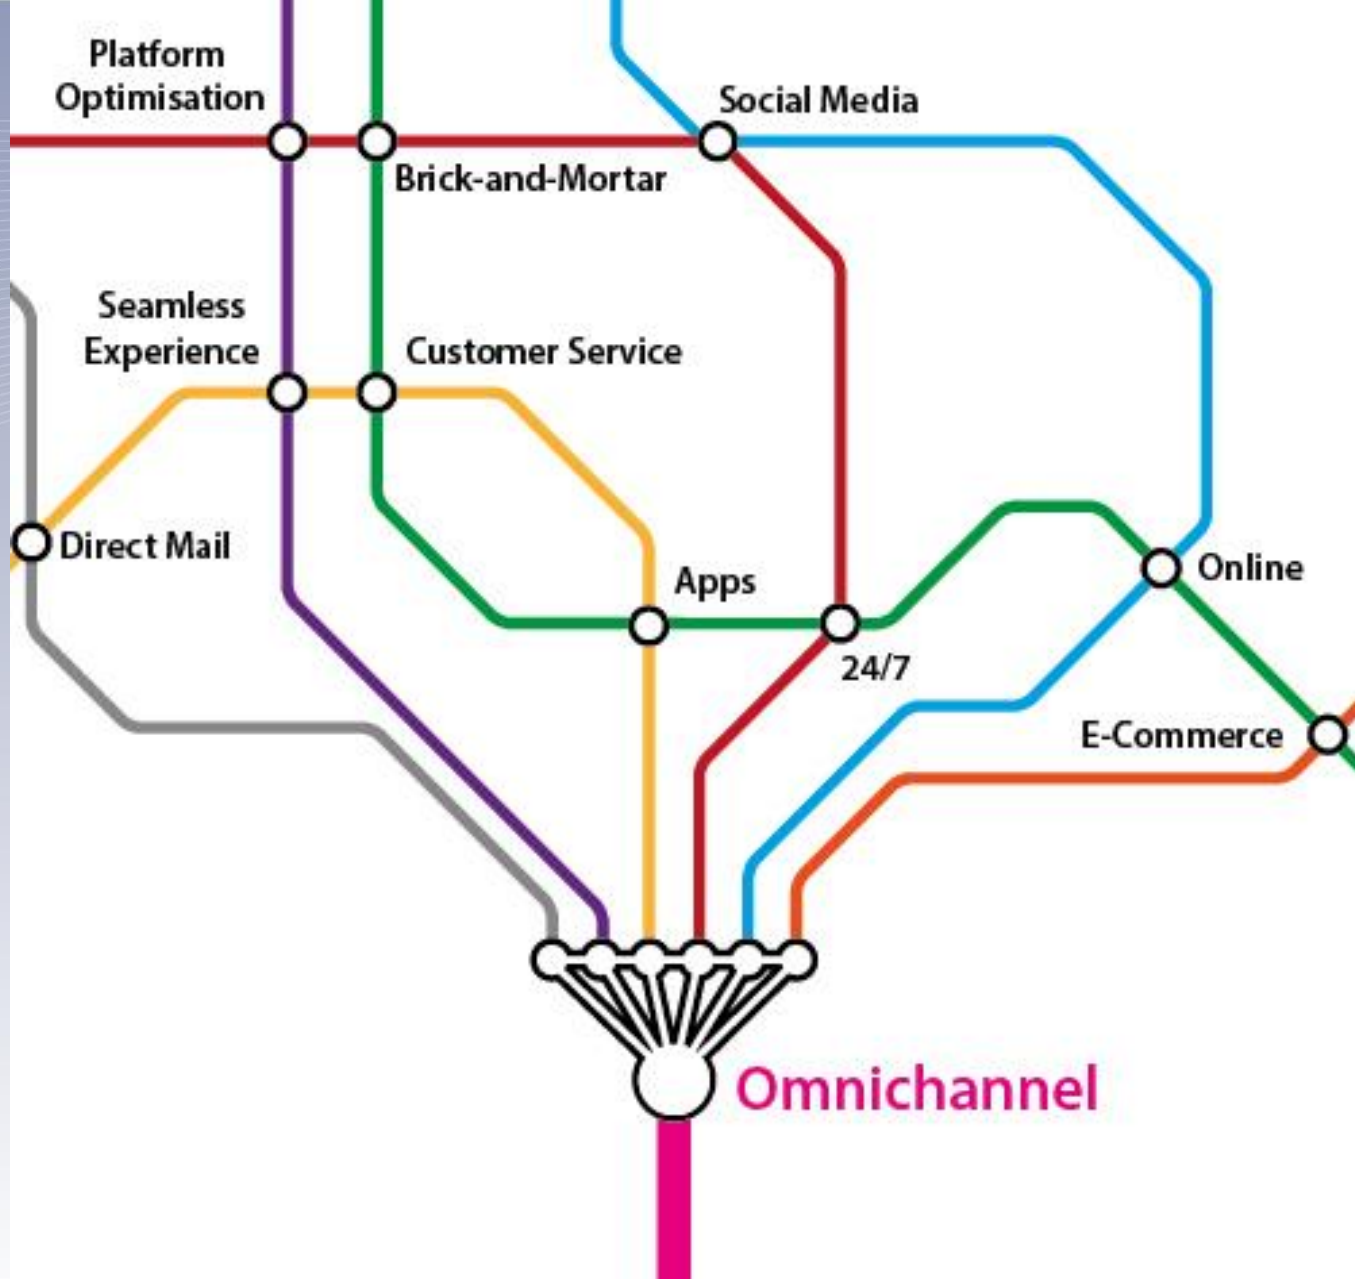 Platform
Optimisation
Social Media
Brick-and-Mortar
Seamless
Experience
Customer Service
Direct Mail
Apps
Online
24/7
E-Commerce
Omnichannel